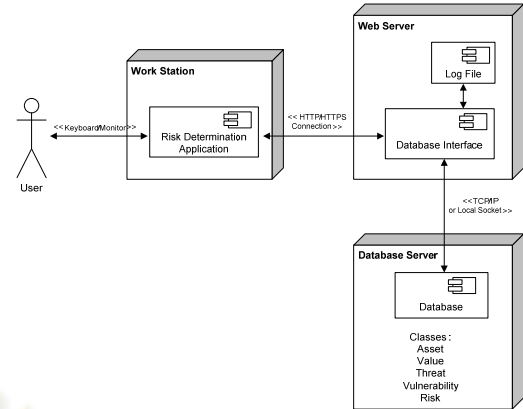 Web Server
Log File
Work Station
<<Keyboard/Monitor>>
Risk Determination
Application
<< HTTP/HTTPS
Connection>>
Database Interface
User
<<TCP/IP
or Local Socket>>
Database Server
Database
Classes:
Asset
Value
Threat
Vulnerability
Risk